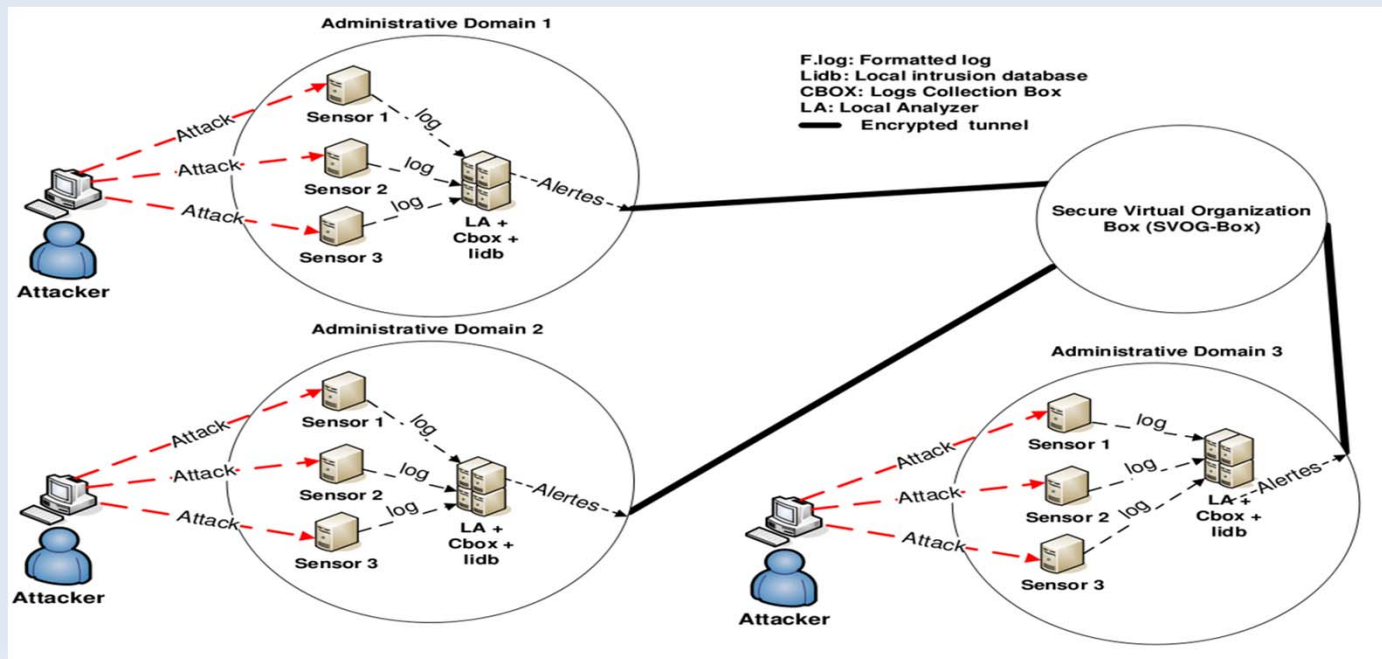 Administrative Domain 1
Attack
Attack
Attack
Sensor 1
Sensor 2
Sensor 3
log
log
log
LA +
Cbox +
lidb
Alertes
Attacker
F.log: Formatted log
Lidb: Local intrusion database
CBOX: Logs Collection Box
LA: Local Analyzer
Encrypted tunnel
Secure Virtual Organization
Box (SVOG-Box)
Administrative Domain 2
Attack
Attack
Attack
Sensor 1
Sensor 2
Sensor 3
log
log
log
LA +
Cbox +
lidb
Alertes
Attacker
Administrative Domain 3
Attack
Attack
Attack
Sensor 1
Sensor 2
Sensor 3
log
log
log
LA +
Cbox +
lidb
Alertes
Attacker